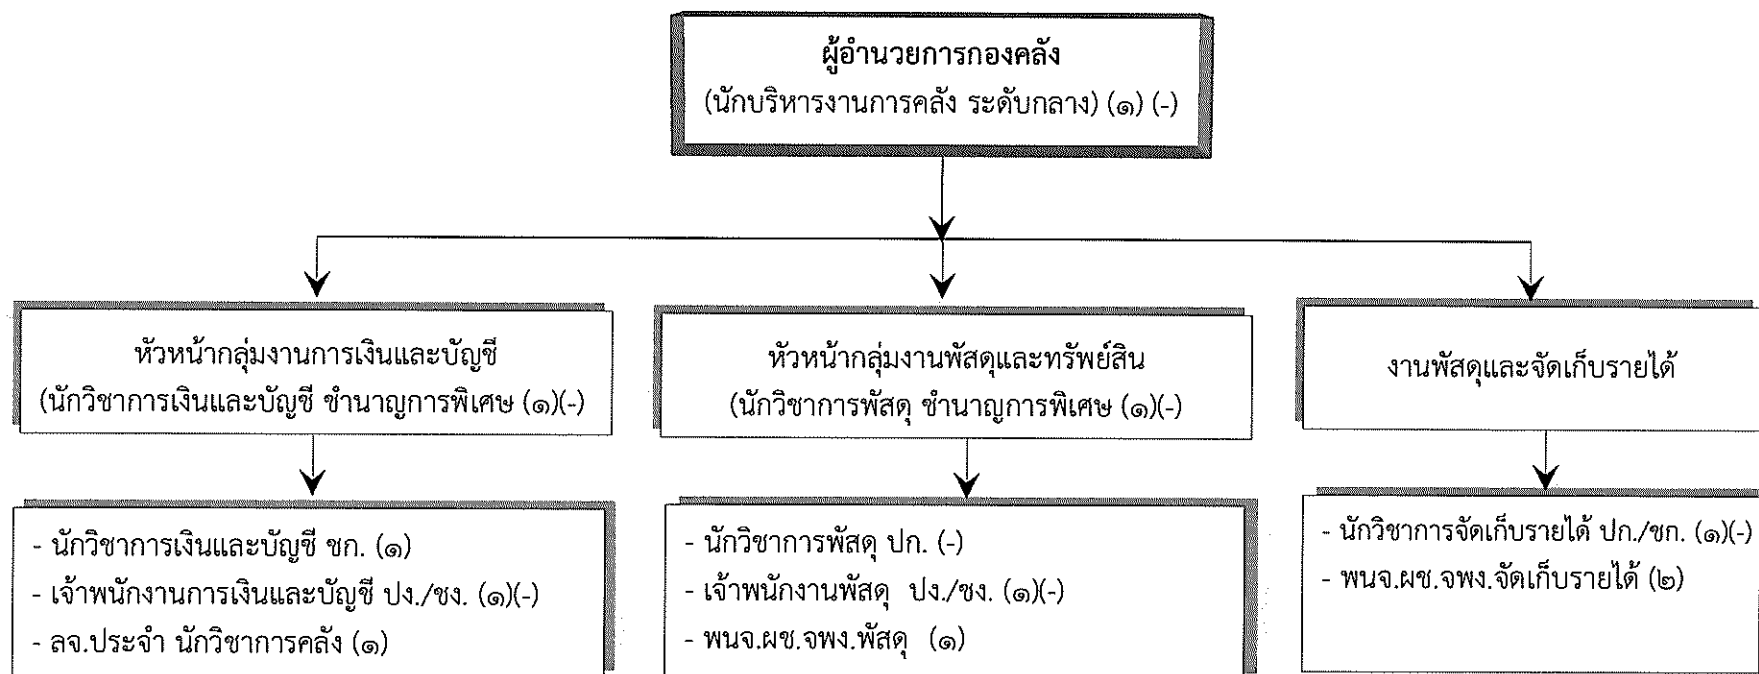 ผู้อำนวยการกองคลัง
(นักบริหารงานการคลัง ระดับกลาง) (๑) (-)
หัวหน้ากลุ่มงานการเงินและบัญชี
(นักวิชาการเงินและบัญชี ชำนาญการพิเศษ (๑)(-)
หัวหน้ากลุ่มงานพัสดุและทรัพย์สิน
(นักวิชาการพัสดุ ชำนาญการพิเศษ (๑)(-)
งานพัสดุและจัดเก็บรายได้
- นักวิชาการเงินและบัญชี ชก. (๑)
- เจ้าพนักงานการเงินและบัญชี ปง./ชง. (๑)(-)
- ลจ.ประจำ นักวิชาการคลัง (๑)
- นักวิชาการพัสดุ ปก. (-)
- เจ้าพนักงานพัสดุ ปง./ชง. (๑)(-)
- พนจ.ผช.จพง.พัสดุ (๑)
- นักวิชาการจัดเก็บรายได้ ปก./ชก. (๑)(-)
- พนจ.ผช.จพง.จัดเก็บรายได้ (๒)